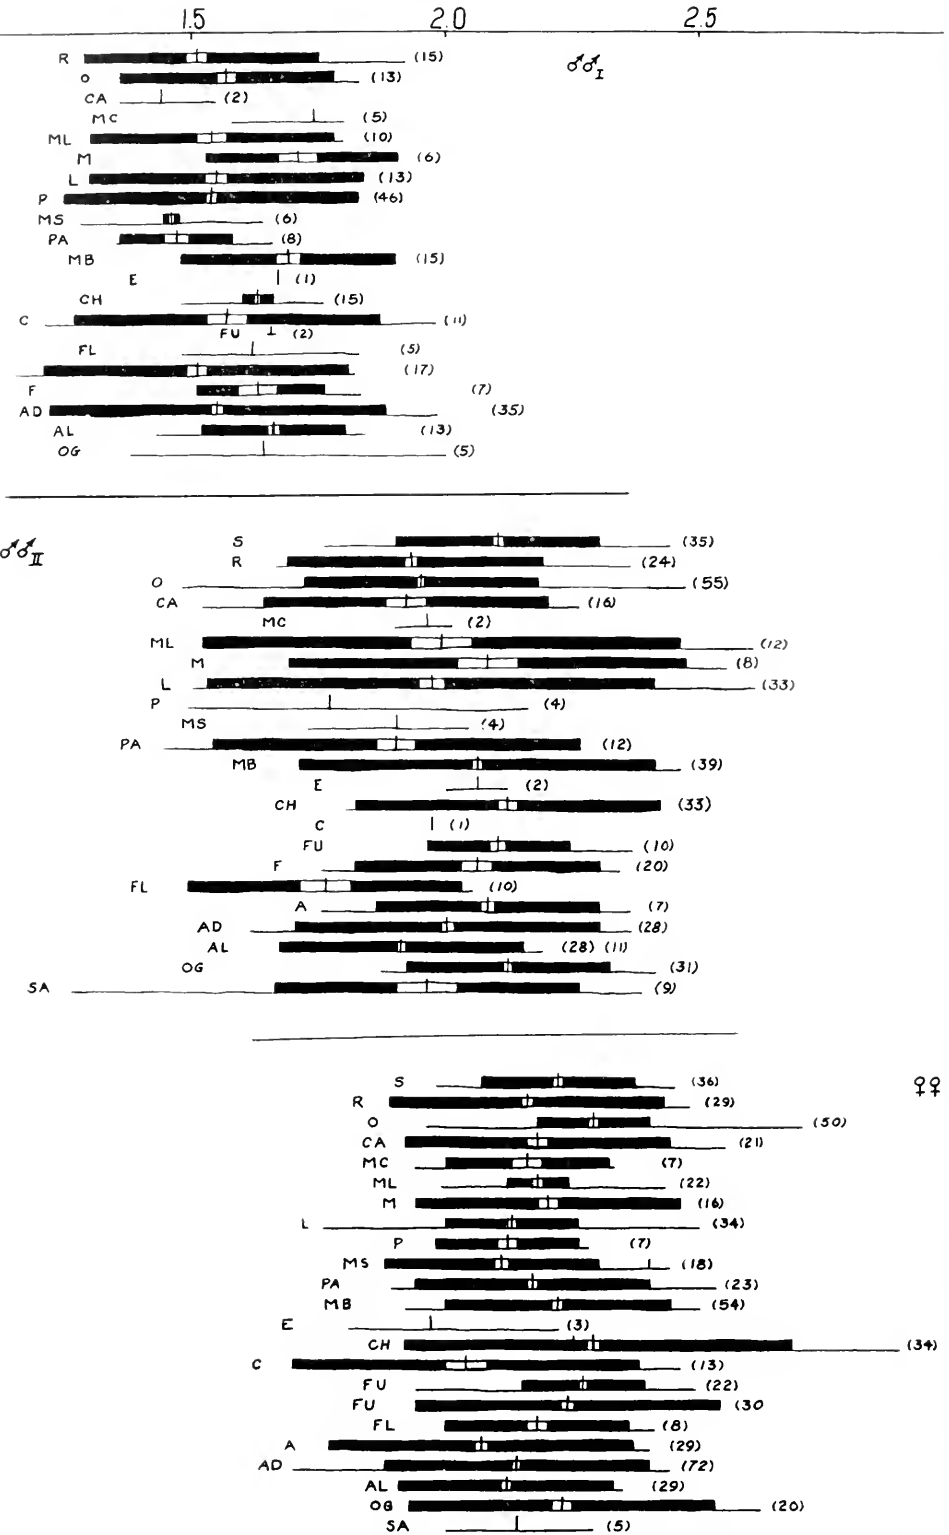 1.5 2.0 2.5
♂♂I
R (15)
O (13)
CA (2)
MC (5)
ML (10)
M (6)
L (13)
P (46)
MS (6)
PA (8)
MB (15)
E (1)
CH (15)
C (11)
FU (2)
FL (5)
(17)
F (7)
AD (35)
AL (13)
OG (5)
♂♂II
S (35)
R (24)
O (55)
CA (16)
MC (2)
ML (12)
M (8)
L (33)
P (4)
MS (4)
PA (12)
MB (39)
E (2)
CH (33)
C (1)
FU (10)
F (20)
FL (10)
A (7)
AD (28)
AL (28) (11)
OG (31)
SA (9)
♀♀
S (36)
R (29)
O (50)
CA (21)
MC (7)
ML (22)
M (16)
L (34)
P (7)
MS (18)
PA (23)
MB (54)
E (3)
CH (34)
C (13)
FU (22)
FU (30
FL (8)
A (29)
AD (72)
AL (29)
OG (20)
SA (5)